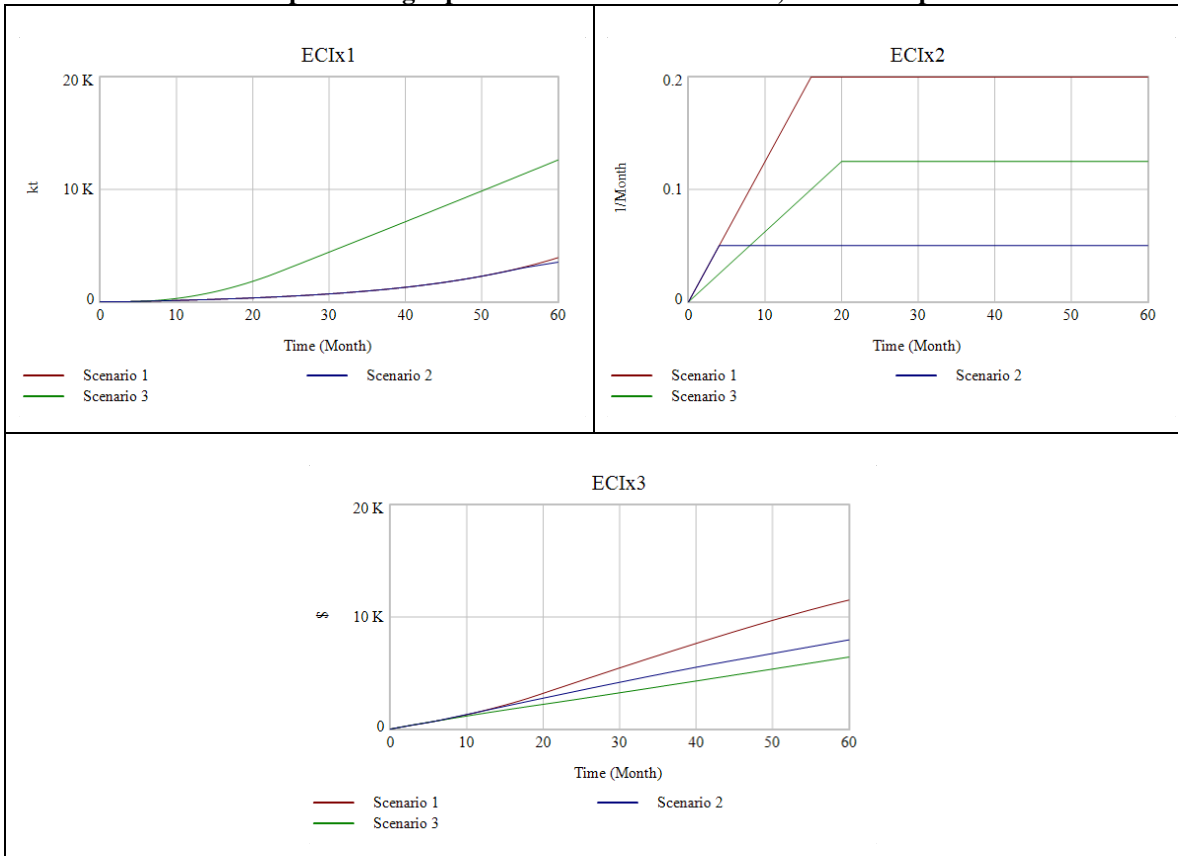 ECIx1
20 K
kt
10 K
0
0 10 20 30 40 50 60
Time (Month)
Scenario 1 Scenario 2
Scenario 3
ECIx2
0.2
1/Month
0.1
0
0 10 20 30 40 50 60
Time (Month)
Scenario 1 Scenario 2
Scenario 3
ECIx3
20 K
$
10 K
0
0 10 20 30 40 50 60
Time (Month)
Scenario 1 Scenario 2
Scenario 3